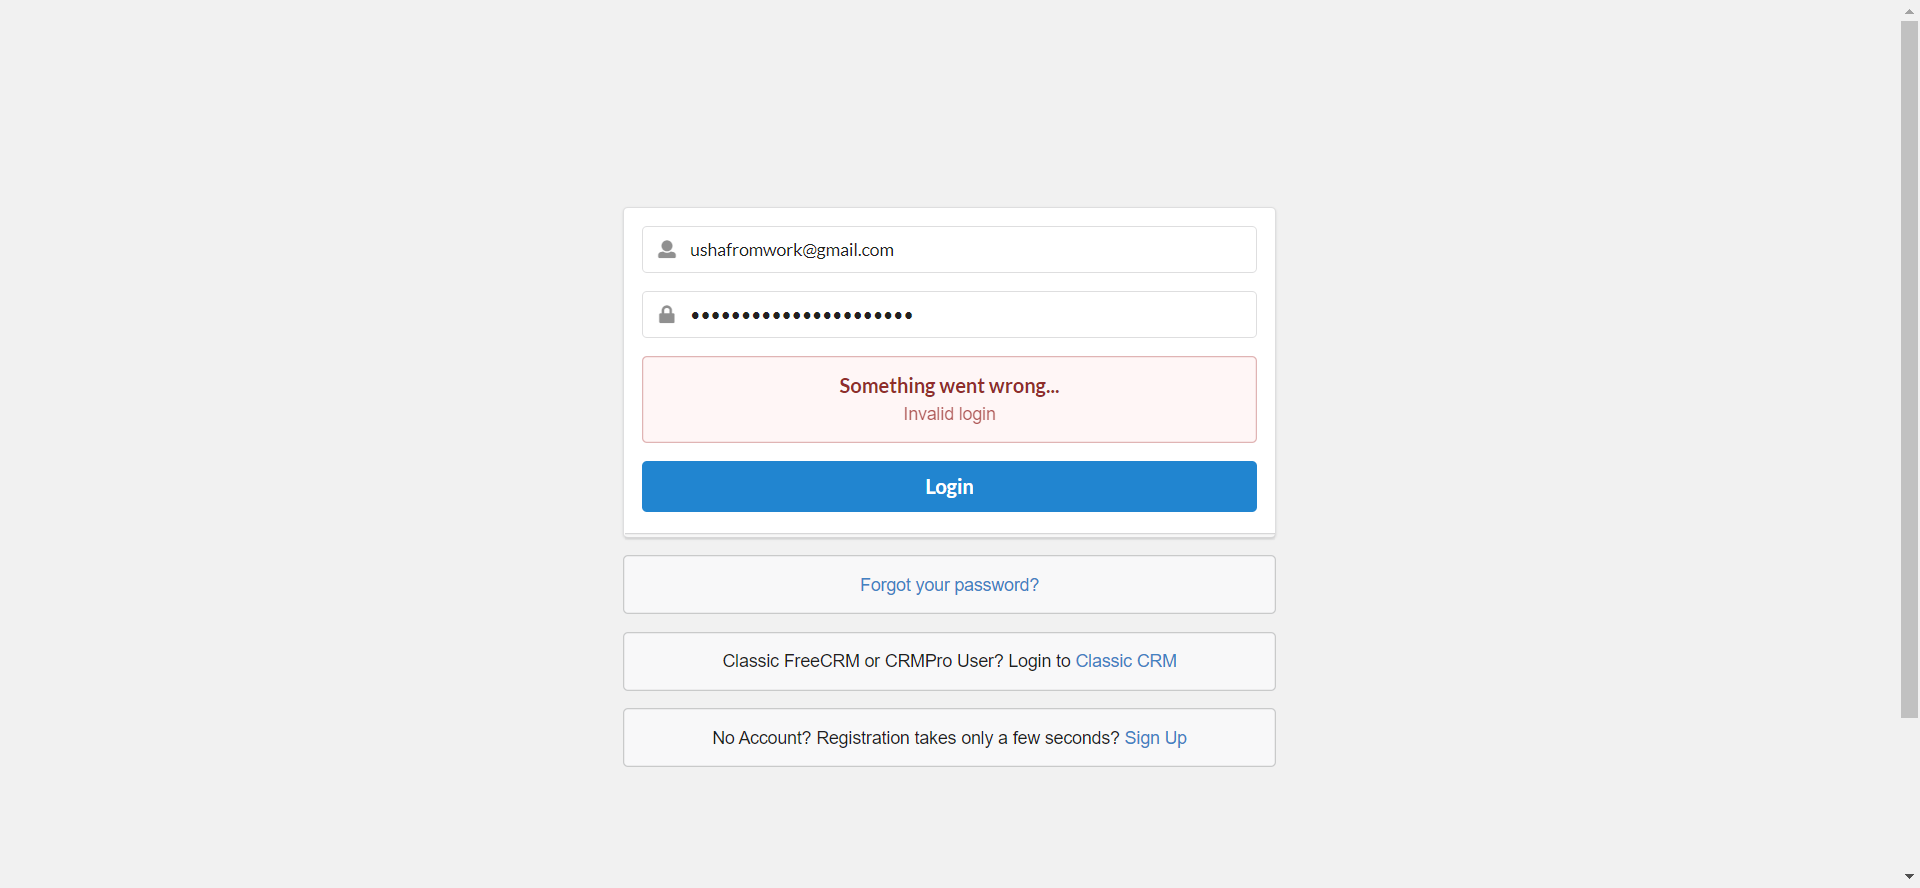 ushafromwork@gmail.com
••••••••••••••••••••••
Something went wrong...
Invalid login
Login
Forgot your password?
Classic FreeCRM or CRMPro User? Login to Classic CRM
No Account? Registration takes only a few seconds? Sign Up